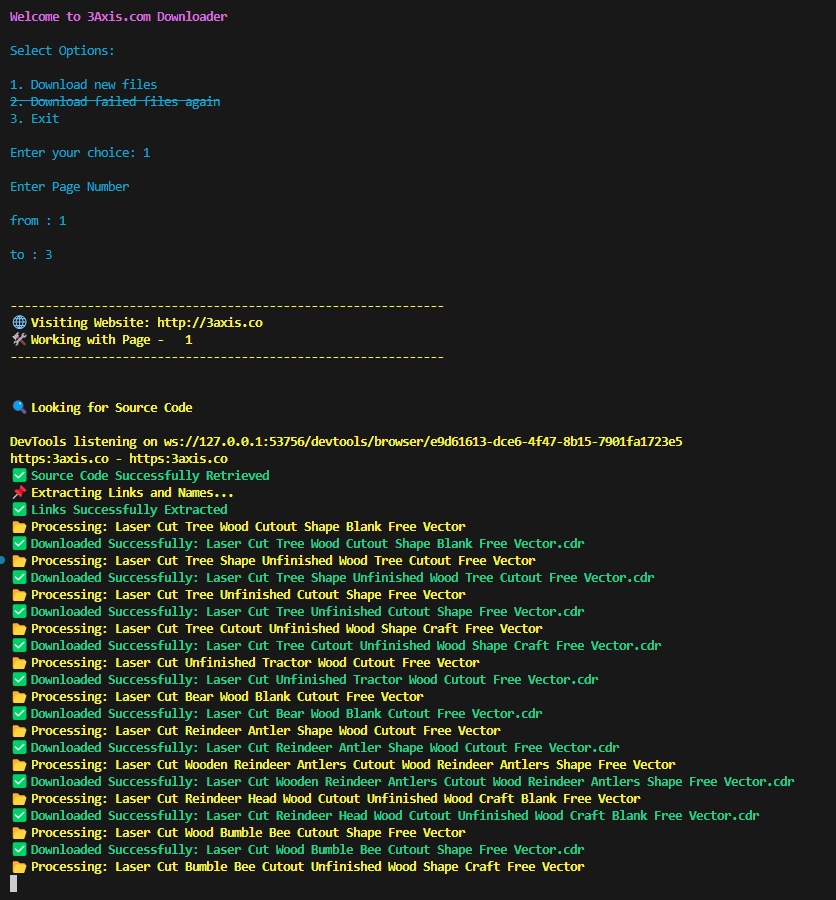 Welcome to 3Axis.com Downloader
Select Options:
1. Download new files
2. Download failed files again
3. Exit
Enter your choice: 1
Enter Page Number
from : 1
to : 3
--------------------------------------------------------------
🌐 Visiting Website: http://3axis.co
🛠 Working with Page -   1
--------------------------------------------------------------
🔍 Looking for Source Code
DevTools listening on ws://127.0.0.1:53756/devtools/browser/e9d61613-dce6-4f47-8b15-7901fa1723e5
https:3axis.co - https:3axis.co
✅ Source Code Successfully Retrieved
📌 Extracting Links and Names...
✅ Links Successfully Extracted
📂 Processing: Laser Cut Tree Wood Cutout Shape Blank Free Vector
✅ Downloaded Successfully: Laser Cut Tree Wood Cutout Shape Blank Free Vector.cdr
📂 Processing: Laser Cut Tree Shape Unfinished Wood Tree Cutout Free Vector
✅ Downloaded Successfully: Laser Cut Tree Shape Unfinished Wood Tree Cutout Free Vector.cdr
📂 Processing: Laser Cut Tree Unfinished Cutout Shape Free Vector
✅ Downloaded Successfully: Laser Cut Tree Unfinished Cutout Shape Free Vector.cdr
📂 Processing: Laser Cut Tree Cutout Unfinished Wood Shape Craft Free Vector
✅ Downloaded Successfully: Laser Cut Tree Cutout Unfinished Wood Shape Craft Free Vector.cdr
📂 Processing: Laser Cut Unfinished Tractor Wood Cutout Free Vector
✅ Downloaded Successfully: Laser Cut Unfinished Tractor Wood Cutout Free Vector.cdr
📂 Processing: Laser Cut Bear Wood Blank Cutout Free Vector
✅ Downloaded Successfully: Laser Cut Bear Wood Blank Cutout Free Vector.cdr
📂 Processing: Laser Cut Reindeer Antler Shape Wood Cutout Free Vector
✅ Downloaded Successfully: Laser Cut Reindeer Antler Shape Wood Cutout Free Vector.cdr
📂 Processing: Laser Cut Wooden Reindeer Antlers Cutout Wood Reindeer Antlers Shape Free Vector
✅ Downloaded Successfully: Laser Cut Wooden Reindeer Antlers Cutout Wood Reindeer Antlers Shape Free Vector.cdr
📂 Processing: Laser Cut Reindeer Head Wood Cutout Unfinished Wood Craft Blank Free Vector
✅ Downloaded Successfully: Laser Cut Reindeer Head Wood Cutout Unfinished Wood Craft Blank Free Vector.cdr
📂 Processing: Laser Cut Wood Bumble Bee Cutout Shape Free Vector
✅ Downloaded Successfully: Laser Cut Wood Bumble Bee Cutout Shape Free Vector.cdr
📂 Processing: Laser Cut Bumble Bee Cutout Unfinished Wood Shape Craft Free Vector